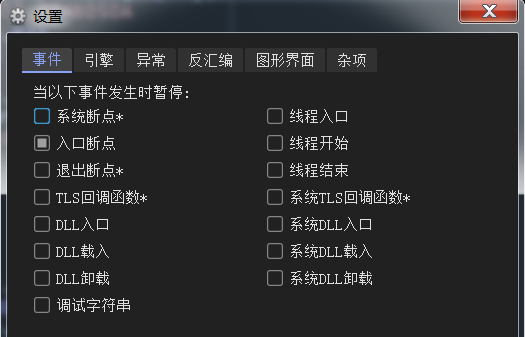 设置
事件 引擎 异常 反汇编 图形界面 杂项
当以下事件发生时暂停:
系统断点* 线程入口
入口断点 线程开始
退出断点* 线程结束
TLS回调函数* 系统TLS回调函数*
DLL入口 系统DLL入口
DLL载入 系统DLL载入
DLL卸载 系统DLL卸载
调试字符串